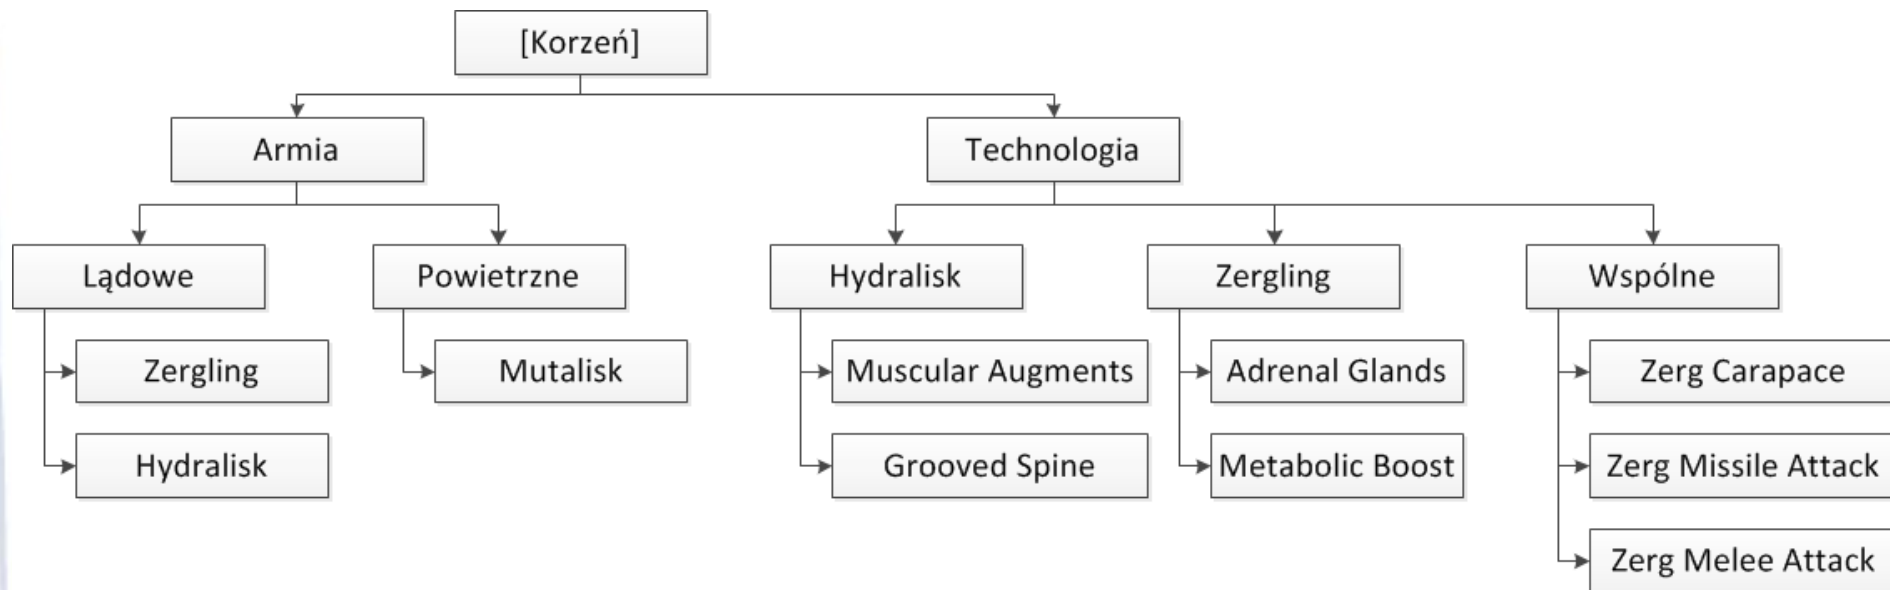 [Korzeń]
Armia
Technologia
Lądowe
Powietrzne
Hydralisk
Zergling
Wspólne
Zergling
Mutalisk
Muscular Augments
Adrenal Glands
Zerg Carapace
Hydralisk
Grooved Spine
Metabolic Boost
Zerg Missile Attack
Zerg Melee Attack